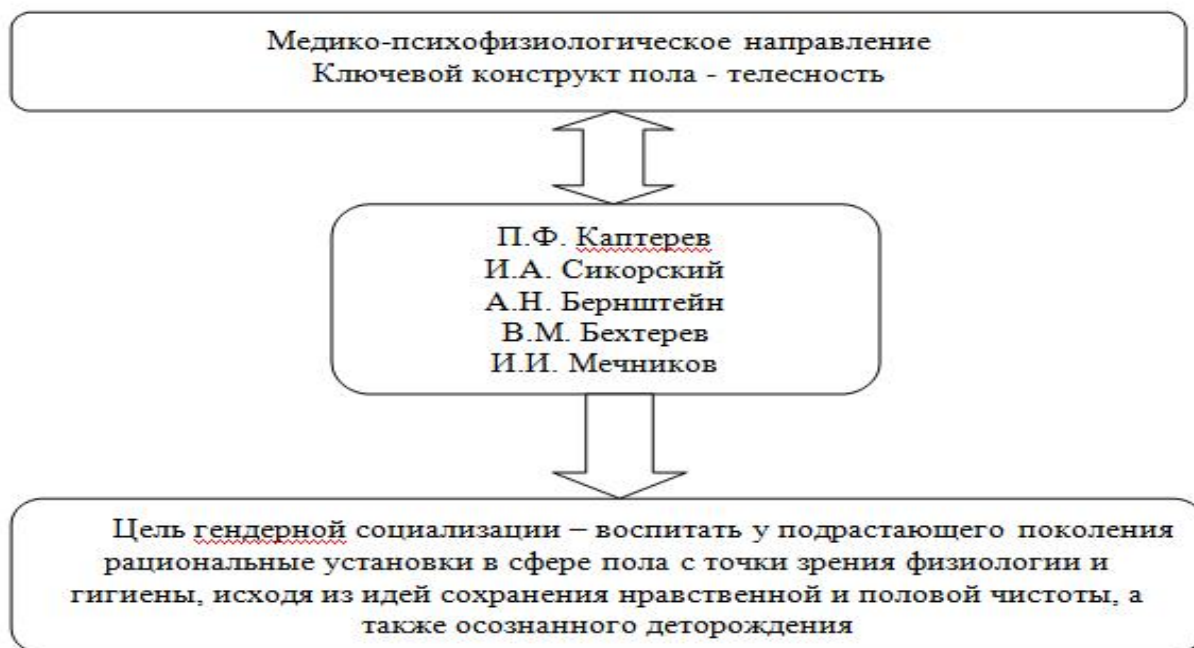 Медико-психофизиологическое направление
Ключевой конструкт пола - телесность
П.Ф. Каптерев
И.А. Сикорский
А.Н. Бернштейн
В.М. Бехтерев
И.И. Мечников
Цель гендерной социализации – воспитать у подрастающего поколения
рациональные установки в сфере пола с точки зрения физиологии и
гигиены, исходя из идей сохранения нравственной и половой чистоты, а
также осознанного деторождения